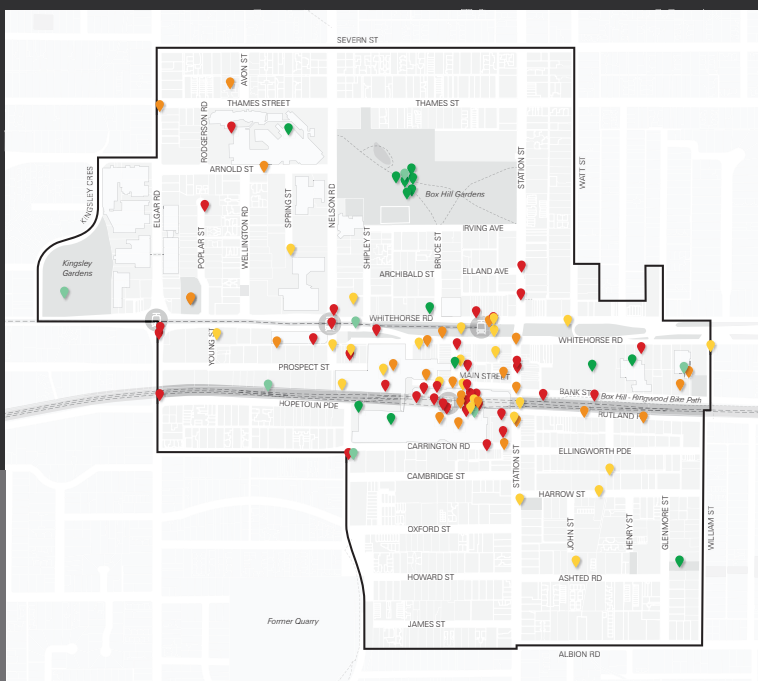 SEVERN ST
AVON ST
THAMES STREET
THAMES ST
RODGERSON RD
ARNOLD ST
STATION ST
WATT ST
KINGSLEY CRES
ELGAR RD
Box Hill Gardens
SPRING ST
NELSON RD
POPLAR ST
WELLINGTON RD
SHIPLEY ST
BRUCE ST
IRVING AVE
Kingsley
Gardens
ARCHIBALD ST
ELLAND AVE
WHITEHORSE RD
YOUNG ST
WHITEHORSE RD
PROSPECT ST
MAIN STREET
BANK ST
Box Hill - Ringwood Bike Path
HOPETOUN PDE
RUTLAND RD
CARRINGTON RD
ELLINGWORTH PDE
STATION ST
CAMBRIDGE ST
HARROW ST
JOHN ST
HENRY ST
GLENMORE ST
WILLIAM ST
OXFORD ST
HOWARD ST
ASHTED RD
Former Quarry
JAMES ST
ALBION RD